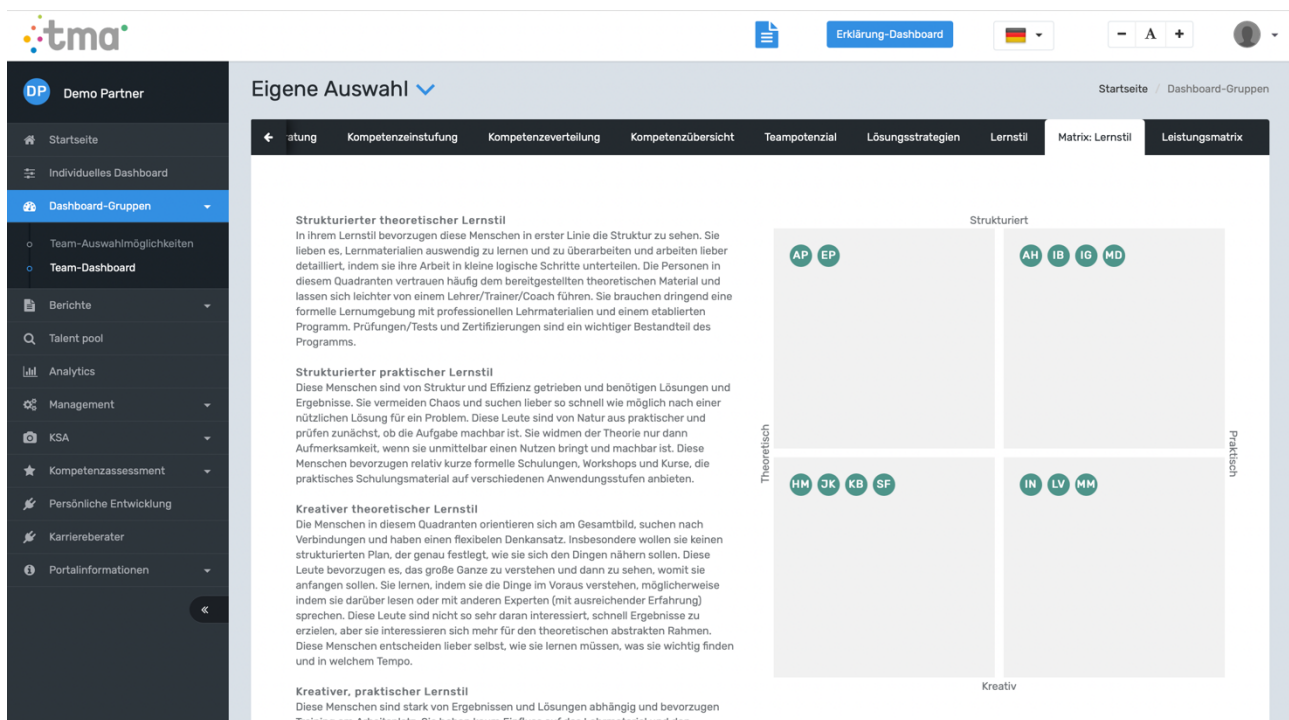 tma
Erklärung-Dashboard
- A +
DP Demo Partner
Eigene Auswahl
Startseite / Dashboard-Gruppen
Startseite
Individuelles Dashboard
Dashboard-Gruppen
Team-Auswahlmöglichkeiten
Team-Dashboard
Berichte
Talent pool
Analytics
Management
KSA
Kompetenzassessment
Persönliche Entwicklung
Karriereberater
Portalinformationen
«
ratung Kompetenzeinstufung Kompetenzeverteilung Kompetenzübersicht Teampotenzial Lösungsstrategien Lernstil Matrix: Lernstil Leistungsmatrix
Strukturierter theoretischer Lernstil
In ihrem Lernstil bevorzugen diese Menschen in erster Linie die Struktur zu sehen. Sie
lieben es, Lernmaterialien auswendig zu lernen und zu überarbeiten und arbeiten lieber
detailliert, indem sie ihre Arbeit in kleine logische Schritte unterteilen. Die Personen in
diesem Quadranten vertrauen häufig dem bereitgestellten theoretischen Material und
lassen sich leichter von einem Lehrer/Trainer/Coach führen. Sie brauchen dringend eine
formelle Lernumgebung mit professionellen Lehrmaterialien und einem etablierten
Programm. Prüfungen/Tests und Zertifizierungen sind ein wichtiger Bestandteil des
Programms.
Strukturierter praktischer Lernstil
Diese Menschen sind von Struktur und Effizienz getrieben und benötigen Lösungen und
Ergebnisse. Sie vermeiden Chaos und suchen lieber so schnell wie möglich nach einer
nützlichen Lösung für ein Problem. Diese Leute sind von Natur aus praktischer und
prüfen zunächst, ob die Aufgabe machbar ist. Sie widmen der Theorie nur dann
Aufmerksamkeit, wenn sie unmittelbar einen Nutzen bringt und machbar ist. Diese
Menschen bevorzugen relativ kurze formelle Schulungen, Workshops und Kurse, die
praktisches Schulungsmaterial auf verschiedenen Anwendungsstufen anbieten.
Kreativer theoretischer Lernstil
Die Menschen in diesem Quadranten orientieren sich am Gesamtbild, suchen nach
Verbindungen und haben einen flexibelen Denkansatz. Insbesondere wollen sie keinen
strukturierten Plan, der genau festlegt, wie sie sich den Dingen nähern sollen. Diese
Leute bevorzugen es, das große Ganze zu verstehen und dann zu sehen, womit sie
anfangen sollen. Sie lernen, indem sie die Dinge im Voraus verstehen, möglicherweise
indem sie darüber lesen oder mit anderen Experten (mit ausreichender Erfahrung)
sprechen. Diese Leute sind nicht so sehr daran interessiert, schnell Ergebnisse zu
erzielen, aber sie interessieren sich mehr für den theoretischen abstrakten Rahmen.
Diese Menschen entscheiden lieber selbst, wie sie lernen müssen, was sie wichtig finden
und in welchem Tempo.
Kreativer, praktischer Lernstil
Diese Menschen sind stark von Ergebnissen und Lösungen abhängig und bevorzugen
Strukturiert
AP EP
AH IB IG MD
Theoretisch
Praktisch
HM JK KB SF
IN LV MM
Kreativ